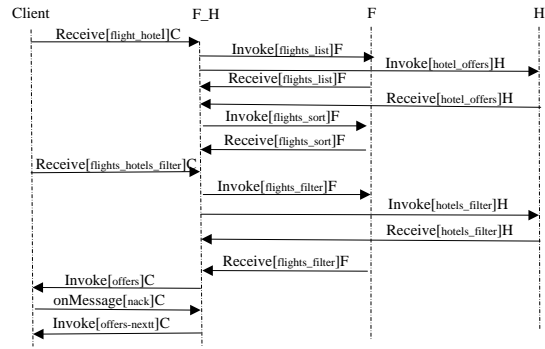 Client F_H F H
Receive[flight_hotel]C
Invoke[flights_list]F
Invoke[hotel_offers]H
Receive[flights_list]F
Receive[hotel_offers]H
Invoke[flights_sort]F
Receive[flights_sort]F
Receive[flights_hotels_filter]C
Invoke[flights_filter]F
Invoke[hotels_filter]H
Receive[hotels_filter]H
Receive[flights_filter]F
Invoke[offers]C
onMessage[nack]C
Invoke[offers-nextt]C